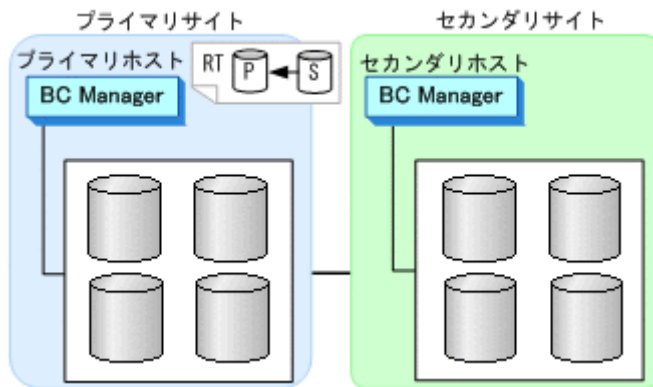 プライマリサイト
セカンダリサイト
プライマリホスト
RT P S
セカンダリホスト
BC Manager
BC Manager